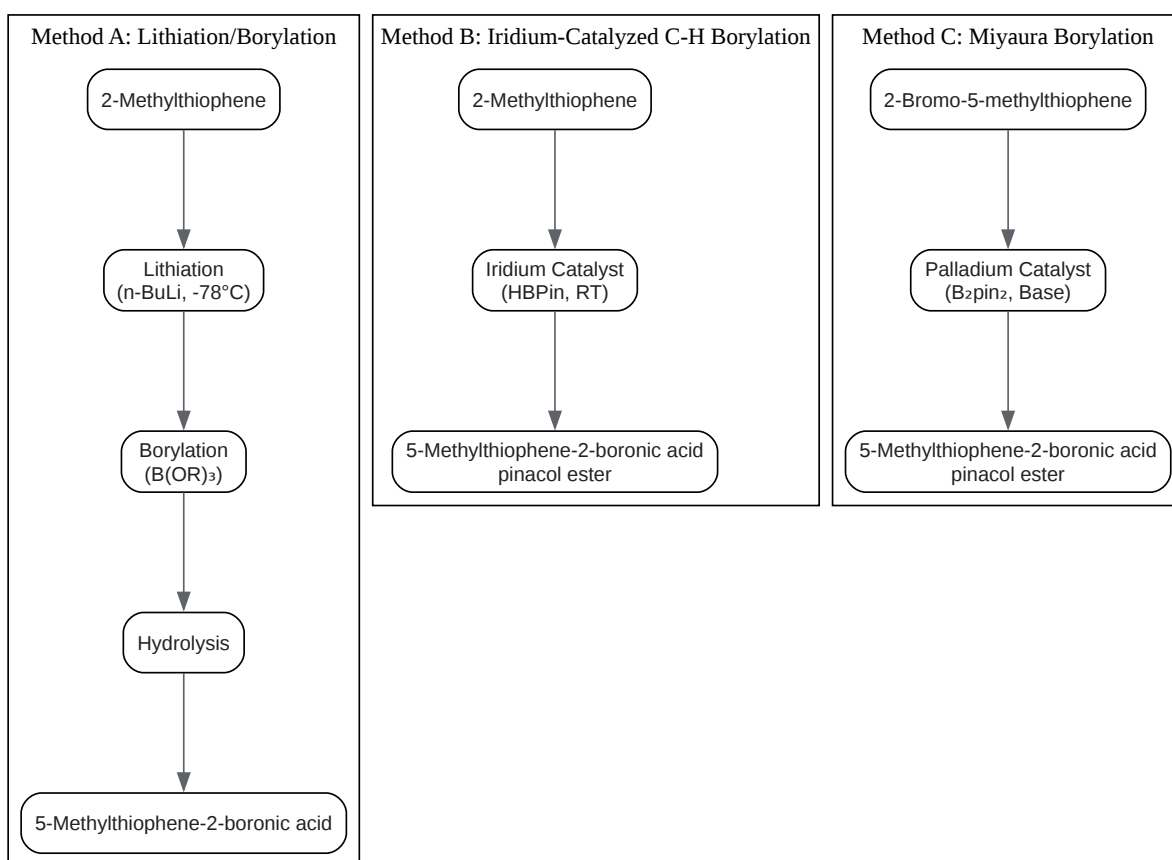 Method A: Lithiation/Borylation
2-Methylthiophene
Lithiation
(n-BuLi, -78°C)
Borylation
(B(OR)₃)
Hydrolysis
5-Methylthiophene-2-boronic acid
Method B: Iridium-Catalyzed C-H Borylation
2-Methylthiophene
Iridium Catalyst
(HBPin, RT)
5-Methylthiophene-2-boronic acid
pinacol ester
Method C: Miyaura Borylation
2-Bromo-5-methylthiophene
Palladium Catalyst
(B₂pin₂, Base)
5-Methylthiophene-2-boronic acid
pinacol ester